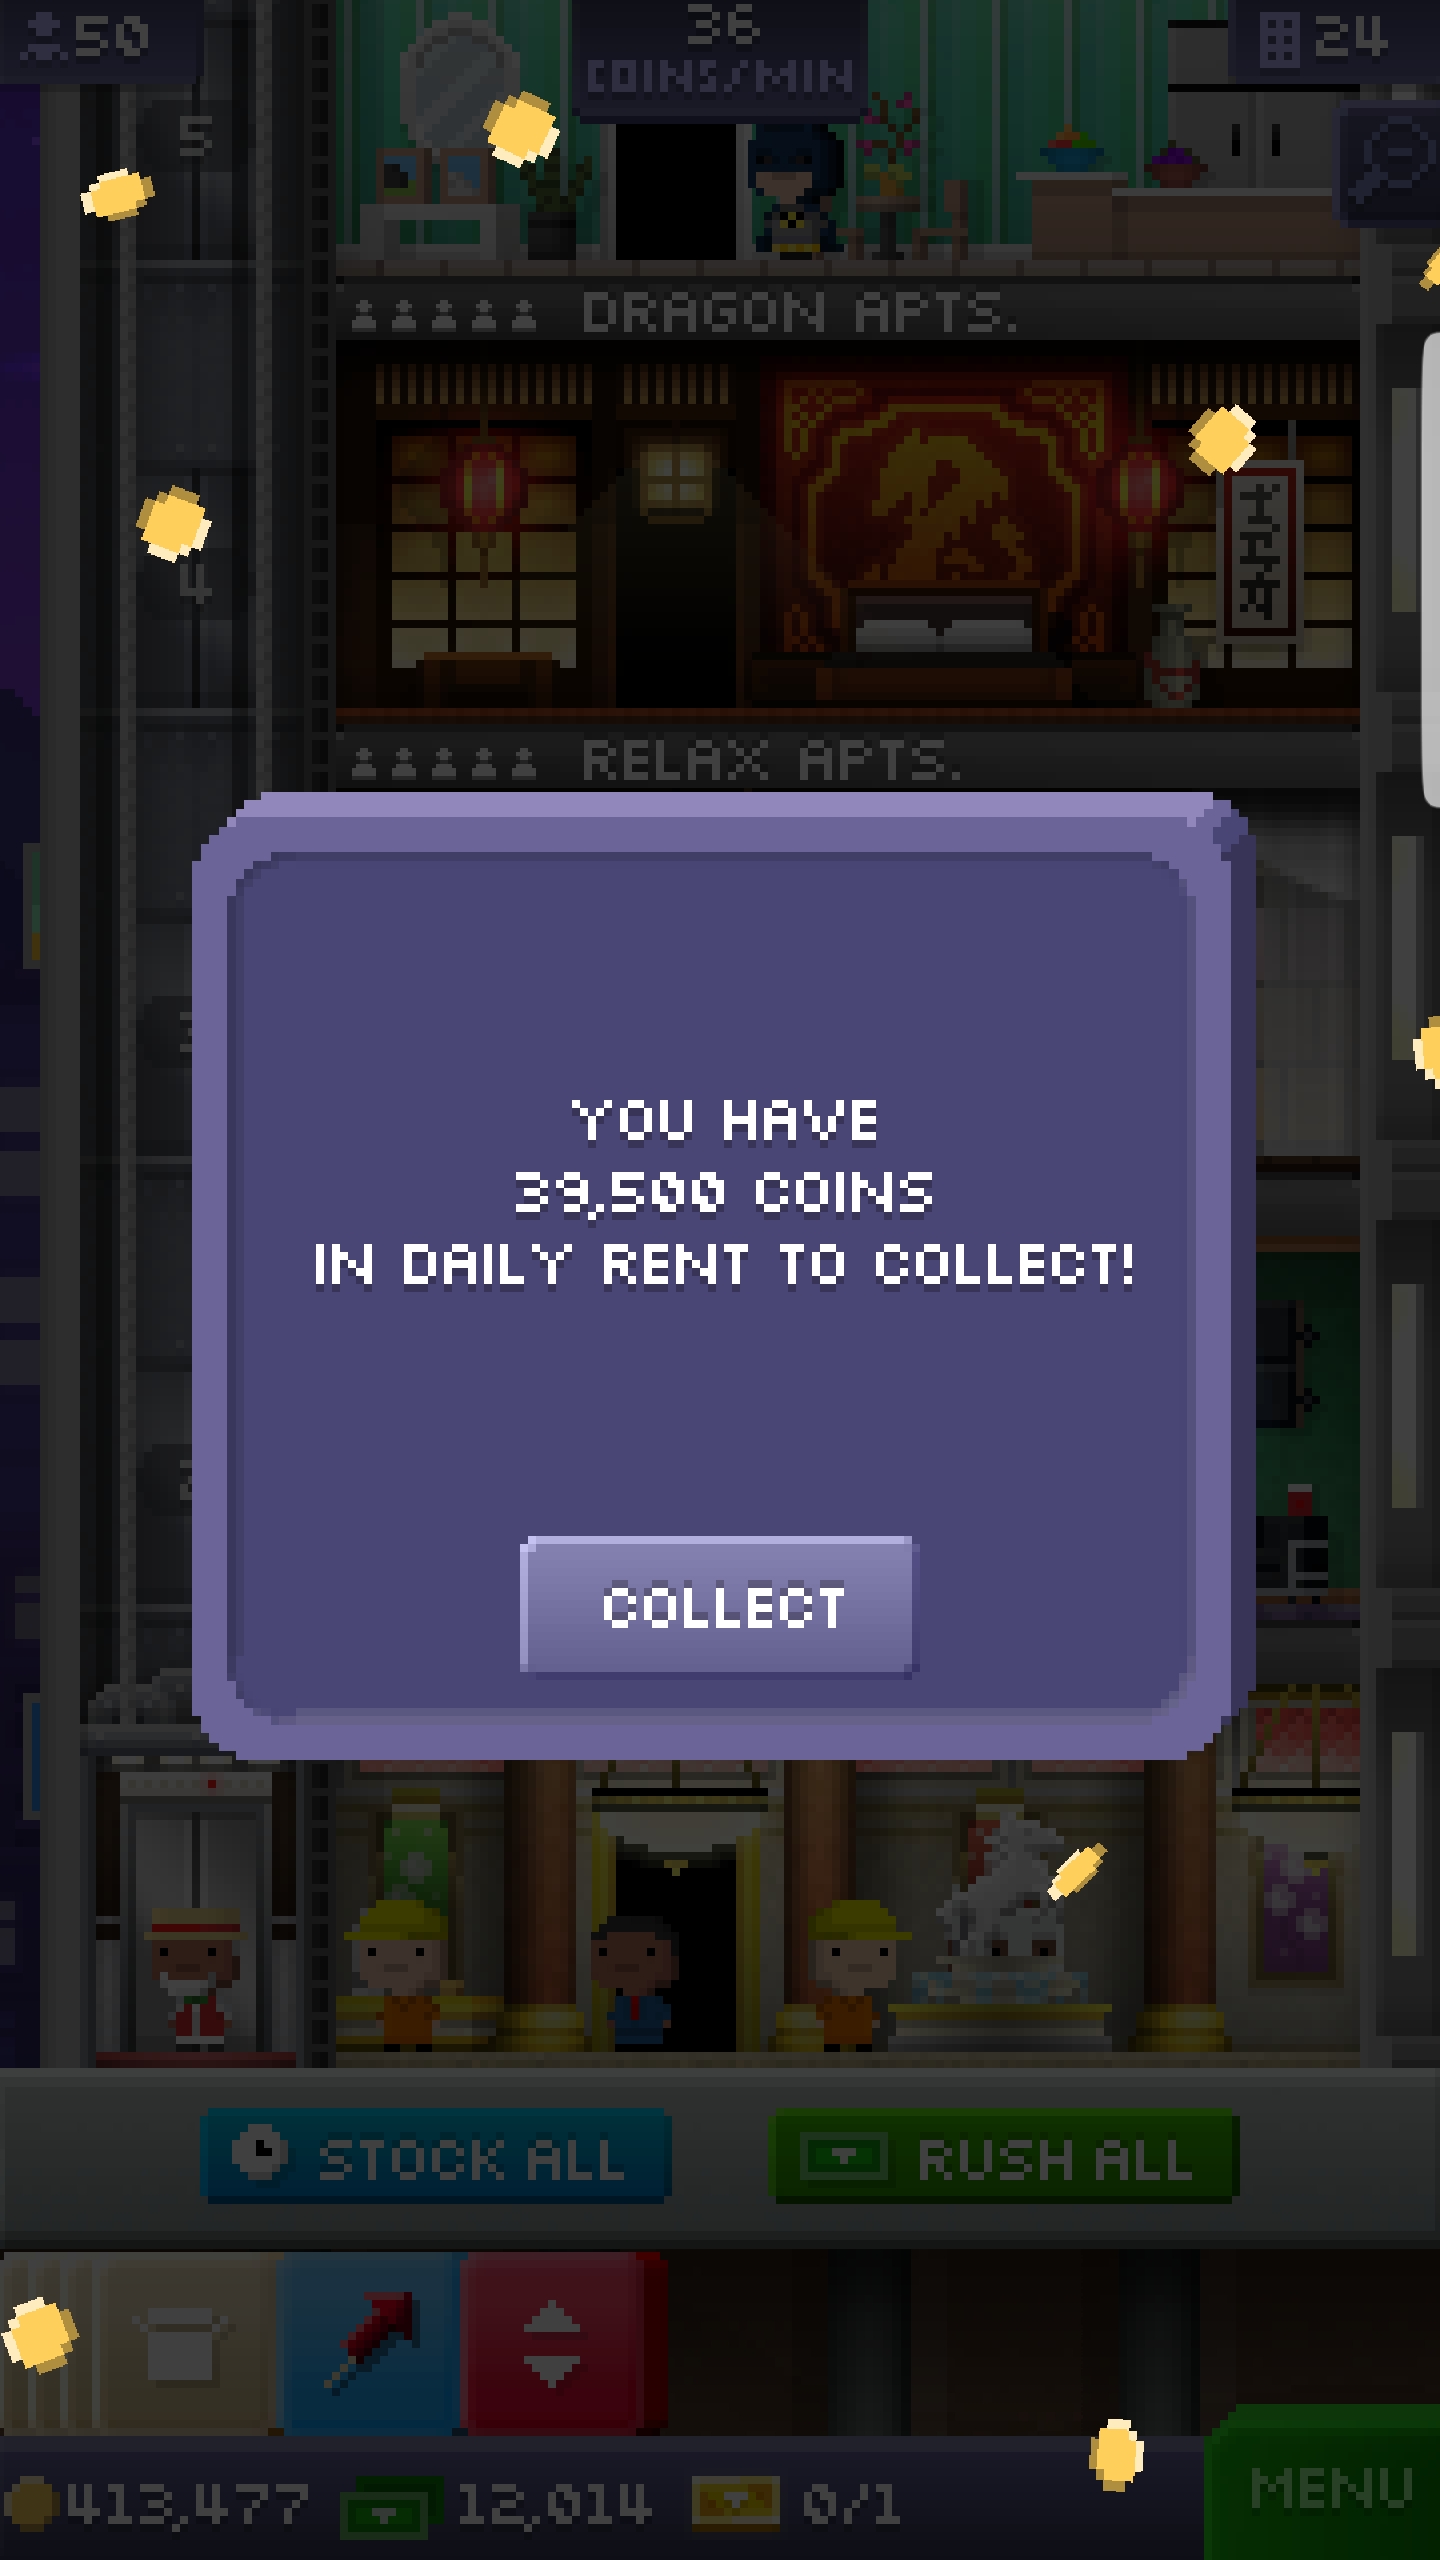 50
36
COINS/MIN
24
5
DRAGON APTS.
4
RELAX APTS.
YOU HAVE
39,500 COINS
IN DAILY RENT TO COLLECT!
COLLECT
STOCK ALL
RUSH ALL
413,477
12,014
0/1
MENU